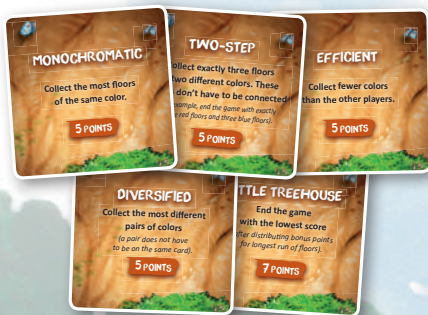 MONOCHROMATIC
Collect the most floors
of the same color.
5 POINTS
TWO-STEP
ollect exactly three floors
two different colors. These
don't have to be connected
example, end the game with exactly
e red floors and three blue floors).
5 POINTS
EFFICIENT
Collect fewer colors
than the other players.
5 POINTS
DIVERSIFIED
Collect the most different
pairs of colors
(a pair does not have
to be on the same card).
5 POINTS
TTLE TREEHOUSE
End the game
with the lowest score
after distributing bonus points
for longest run of floors).
7 POINTS